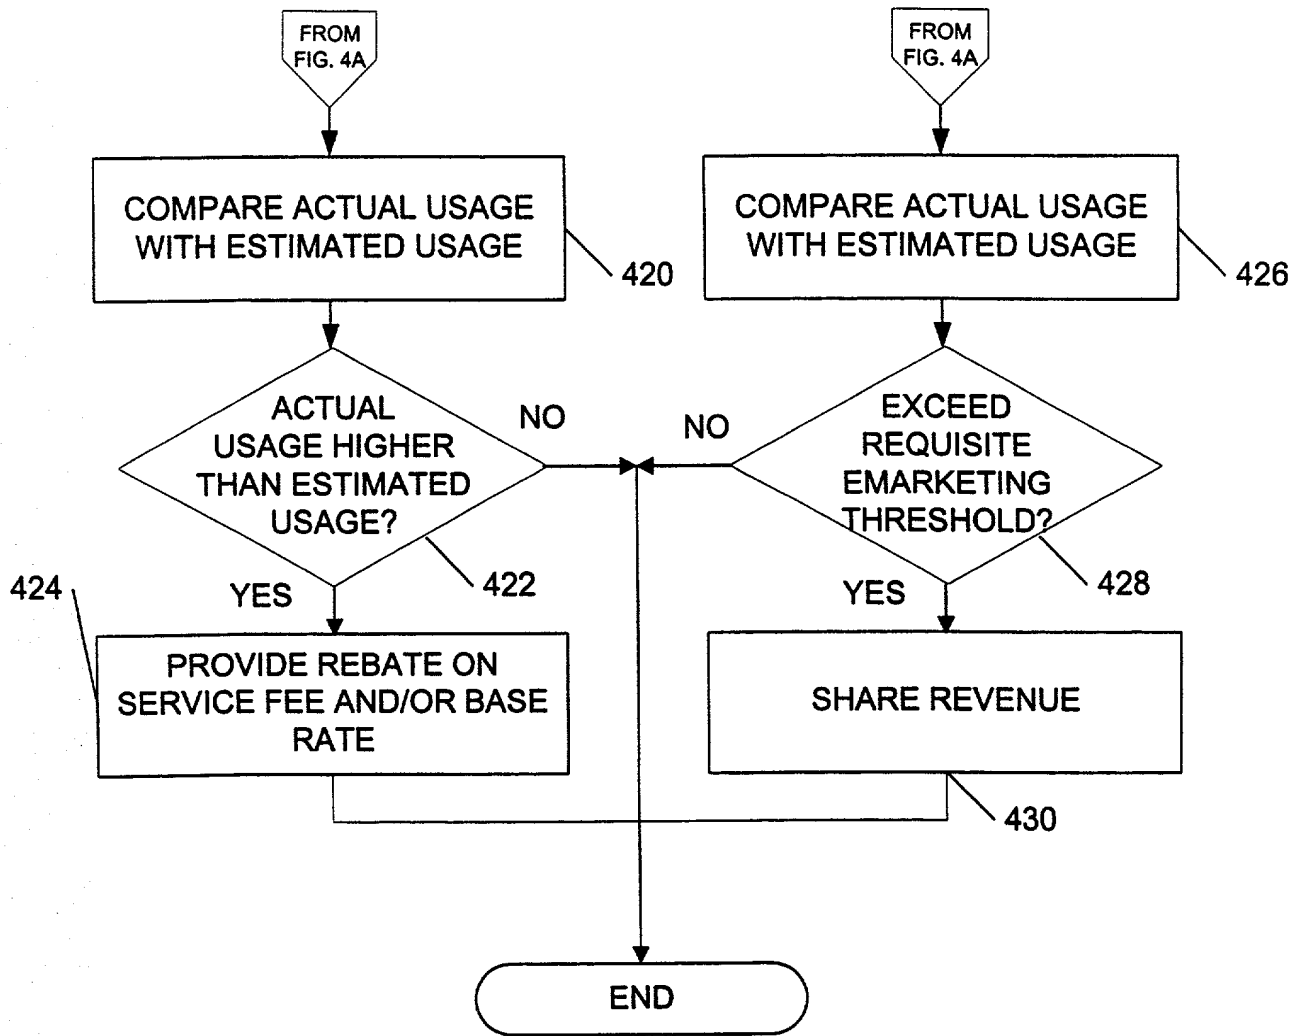 FROM
FIG. 4A
COMPARE ACTUAL USAGE
WITH ESTIMATED USAGE
420
ACTUAL
USAGE HIGHER
THAN ESTIMATED
USAGE?
NO
422
YES
424
PROVIDE REBATE ON
SERVICE FEE AND/OR BASE
RATE
FROM
FIG. 4A
COMPARE ACTUAL USAGE
WITH ESTIMATED USAGE
426
EXCEED
REQUISITE
EMARKETING
THRESHOLD?
NO
428
YES
SHARE REVENUE
430
END